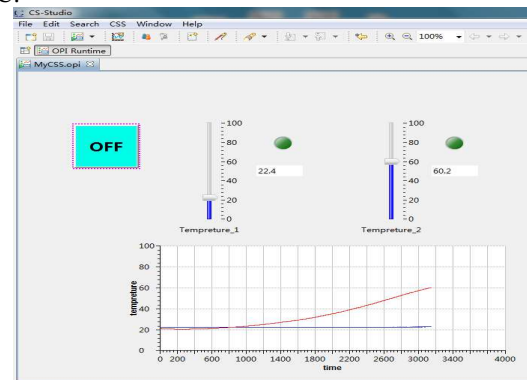 c.
CS-Studio
File Edit Search CSS Window Help
100%
OPI Runtime
MyCSS.opi
OFF
100
80
60
40
20
0
22.4
Tempreture_1
100
80
60
40
20
0
60.2
Tempreture_2
tempreture
100
80
60
40
20
0
0 200 600 1000 1400 1800 2200 2600 3000 3400 4000
time